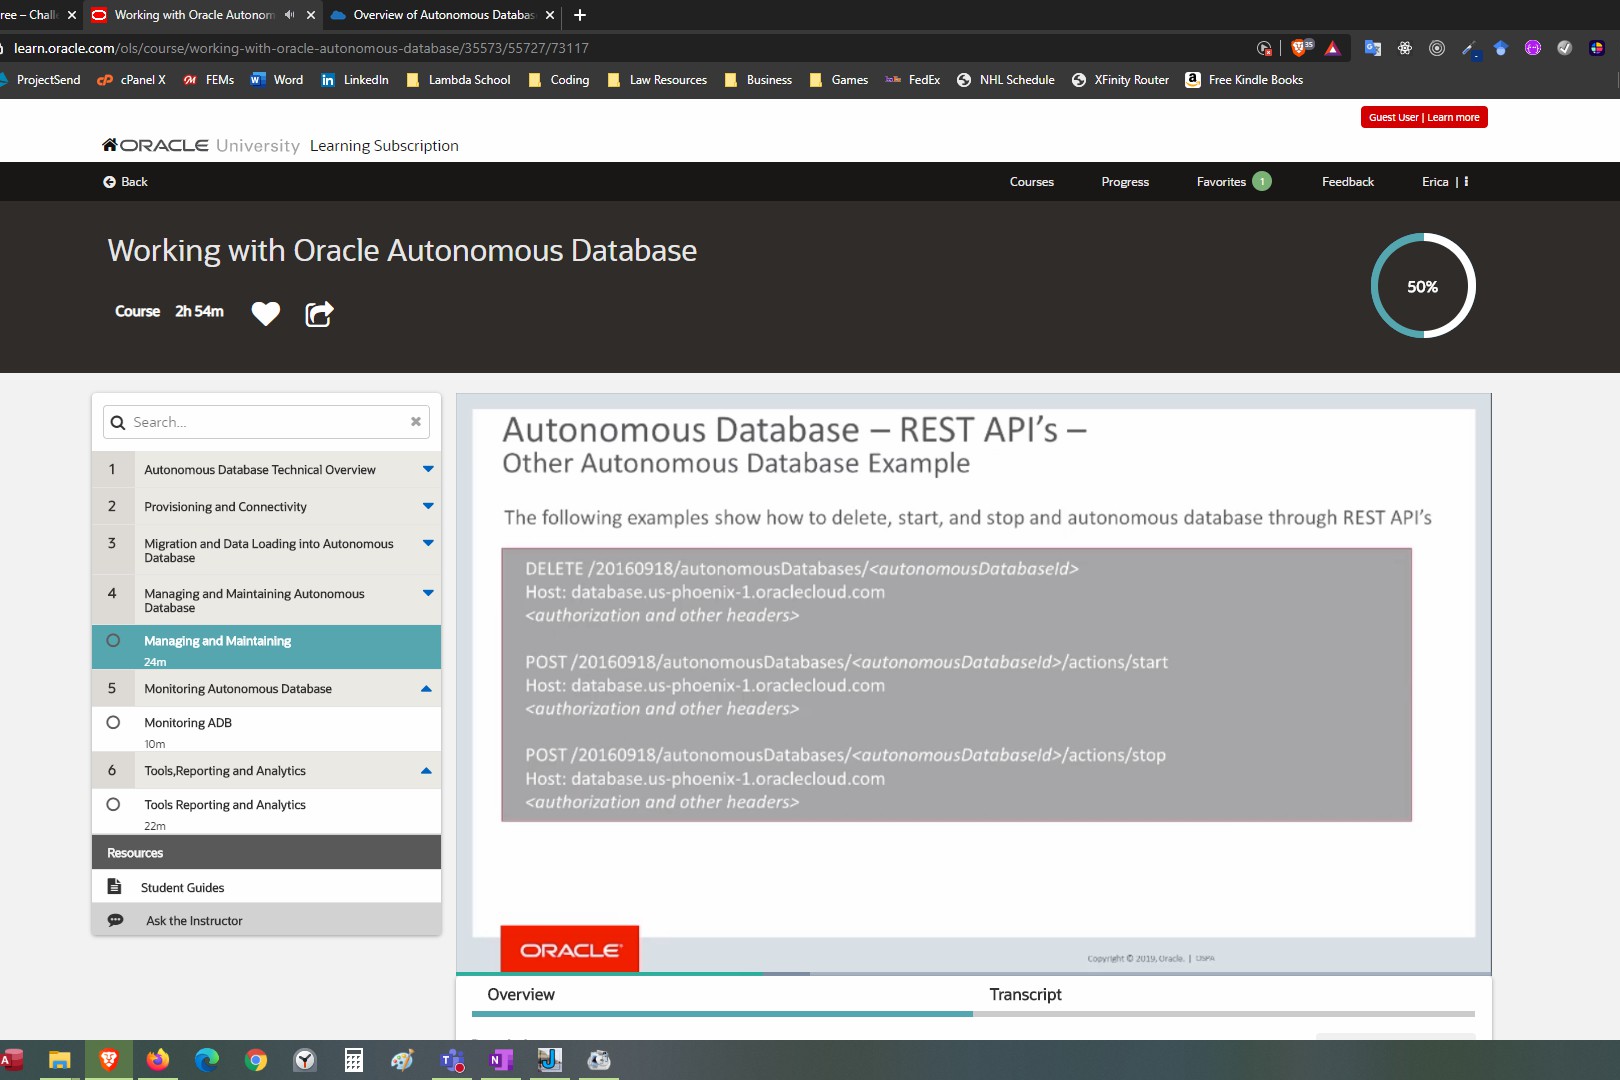 ree – Chall
Working with Oracle Autonom
Overview of Autonomous Databas
learn.oracle.com/ols/course/working-with-oracle-autonomous-database/35573/55727/73117
35
ProjectSend
cPanel X
FEMs
Word
LinkedIn
Lambda School
Coding
Law Resources
Business
Games
FedEx
NHL Schedule
XFinity Router
Free Kindle Books
Guest User | Learn more
ORACLE University Learning Subscription
Back
Courses
Progress
Favorites 1
Feedback
Erica |
Working with Oracle Autonomous Database
Course 2h 54m
50%
Search...
1 Autonomous Database Technical Overview
2 Provisioning and Connectivity
3 Migration and Data Loading into Autonomous
Database
4 Managing and Maintaining Autonomous
Database
Managing and Maintaining
24m
5 Monitoring Autonomous Database
Monitoring ADB
10m
6 Tools,Reporting and Analytics
Tools Reporting and Analytics
22m
Resources
Student Guides
Ask the Instructor
Autonomous Database – REST API's –
Other Autonomous Database Example
The following examples show how to delete, start, and stop and autonomous database through REST API's
DELETE /20160918/autonomousDatabases/<autonomousDatabaseId>
Host: database.us-phoenix-1.oraclecloud.com
<authorization and other headers>
POST /20160918/autonomousDatabases/<autonomousDatabaseId>/actions/start
Host: database.us-phoenix-1.oraclecloud.com
<authorization and other headers>
POST /20160918/autonomousDatabases/<autonomousDatabaseId>/actions/stop
Host: database.us-phoenix-1.oraclecloud.com
<authorization and other headers>
ORACLE
Copyright © 2019, Oracle. |
Overview
Transcript